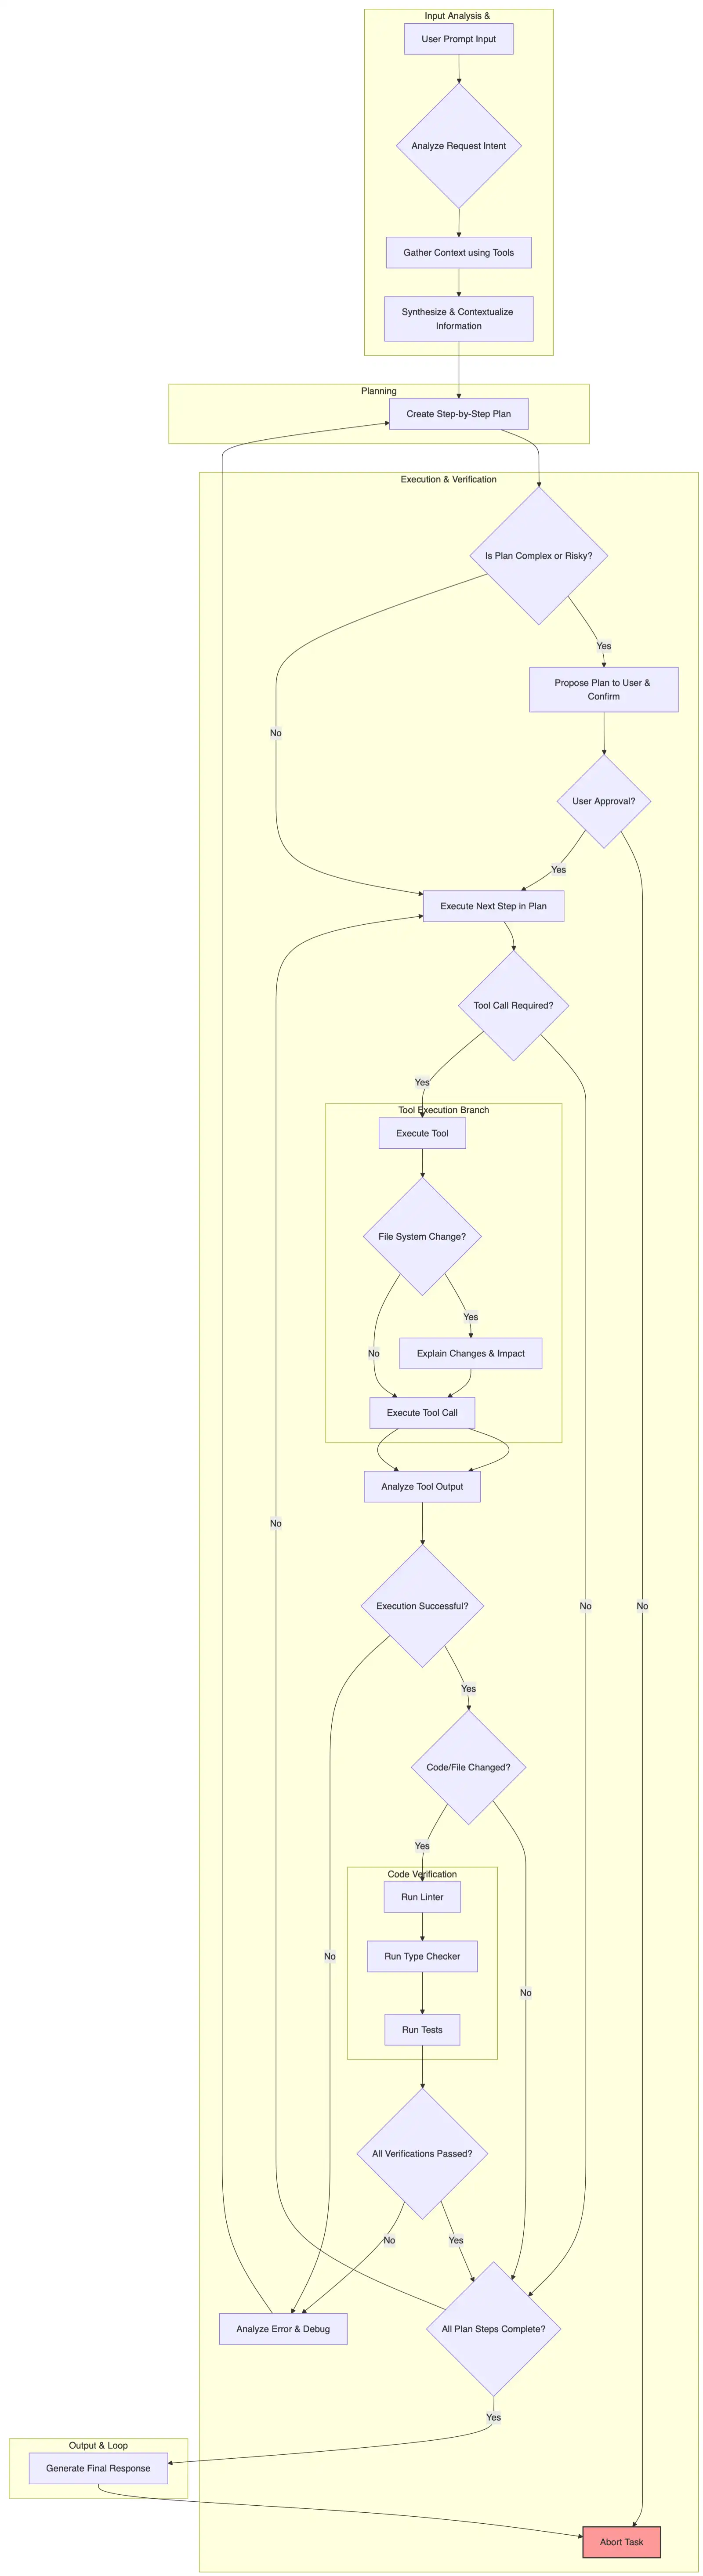 Input Analysis &
User Prompt Input
Analyze Request Intent
Gather Context using Tools
Synthesize & Contextualize
Information
Planning
Create Step-by-Step Plan
Execution & Verification
Is Plan Complex or Risky?
Yes
Propose Plan to User &
Confirm
No
User Approval?
Yes
Execute Next Step in Plan
Tool Call Required?
Yes
Tool Execution Branch
Execute Tool
File System Change?
Yes
No
Explain Changes & Impact
Execute Tool Call
Analyze Tool Output
No
Execution Successful?
No
No
Yes
Code/File Changed?
Yes
Code Verification
Run Linter
No
Run Type Checker
No
Run Tests
All Verifications Passed?
No
Yes
Analyze Error & Debug
All Plan Steps Complete?
Yes
Output & Loop
Generate Final Response
Abort Task